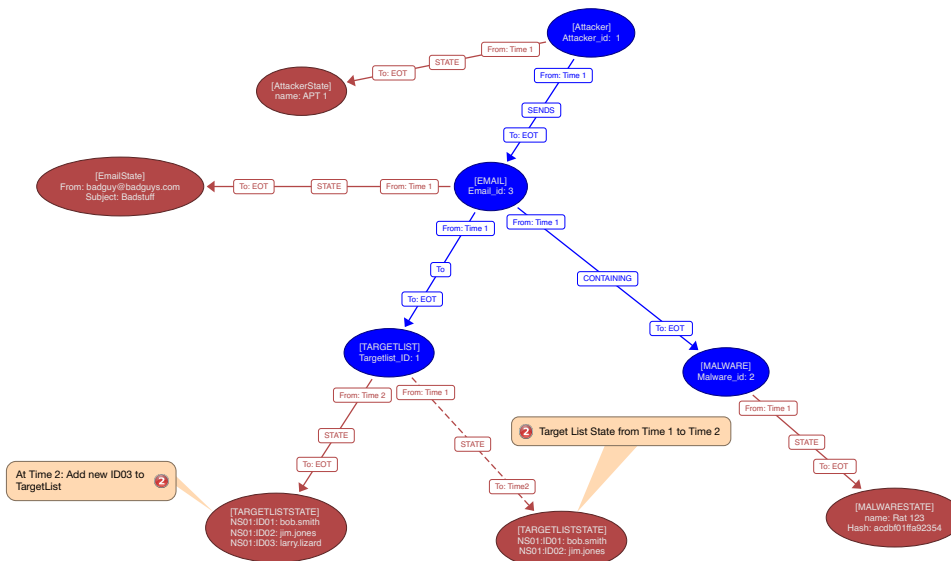 [Attacker]
Attacker_id: 1
From: Time 1
STATE
To: EOT
[AttackerState]
name: APT 1
From: Time 1
SENDS
To: EOT
[EmailState]
From: badguy@badguys.com
Subject: Badstuff
To: EOT
STATE
From: Time 1
[EMAIL]
Email_id: 3
From: Time 1
To
To: EOT
From: Time 1
CONTAINING
To: EOT
[TARGETLIST]
Targetlist_ID: 1
[MALWARE]
Malware_id: 2
From: Time 2
STATE
To: EOT
From: Time 1
STATE
To: Time2
2 Target List State from Time 1 to Time 2
From: Time 1
STATE
To: EOT
At Time 2: Add new ID03 to
TargetList
2
[TARGETLISTSTATE]
NS01:ID01: bob.smith
NS01:ID02: jim.jones
NS01:ID03: larry.lizard
[TARGETLISTSTATE]
NS01:ID01: bob.smith
NS01:ID02: jim.jones
[MALWARESTATE]
name: Rat 123
Hash: acdbf01ffa92354